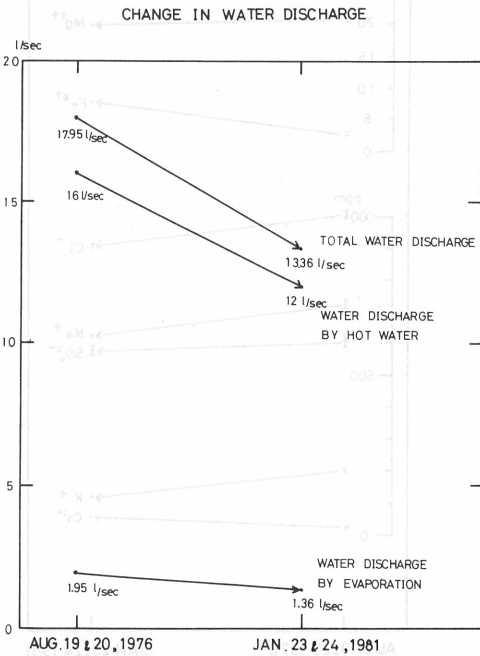 CHANGE IN WATER DISCHARGE
l/sec
20
17.95 l/sec
16 l/sec
15
TOTAL WATER DISCHARGE
13.36 l/sec
12 l/sec
WATER DISCHARGE
BY HOT WATER
10
5
WATER DISCHARGE
BY EVAPORATION
1.95 l/sec
1.36 l/sec
0
AUG. 19 & 20, 1976
JAN. 23 & 24, 1981